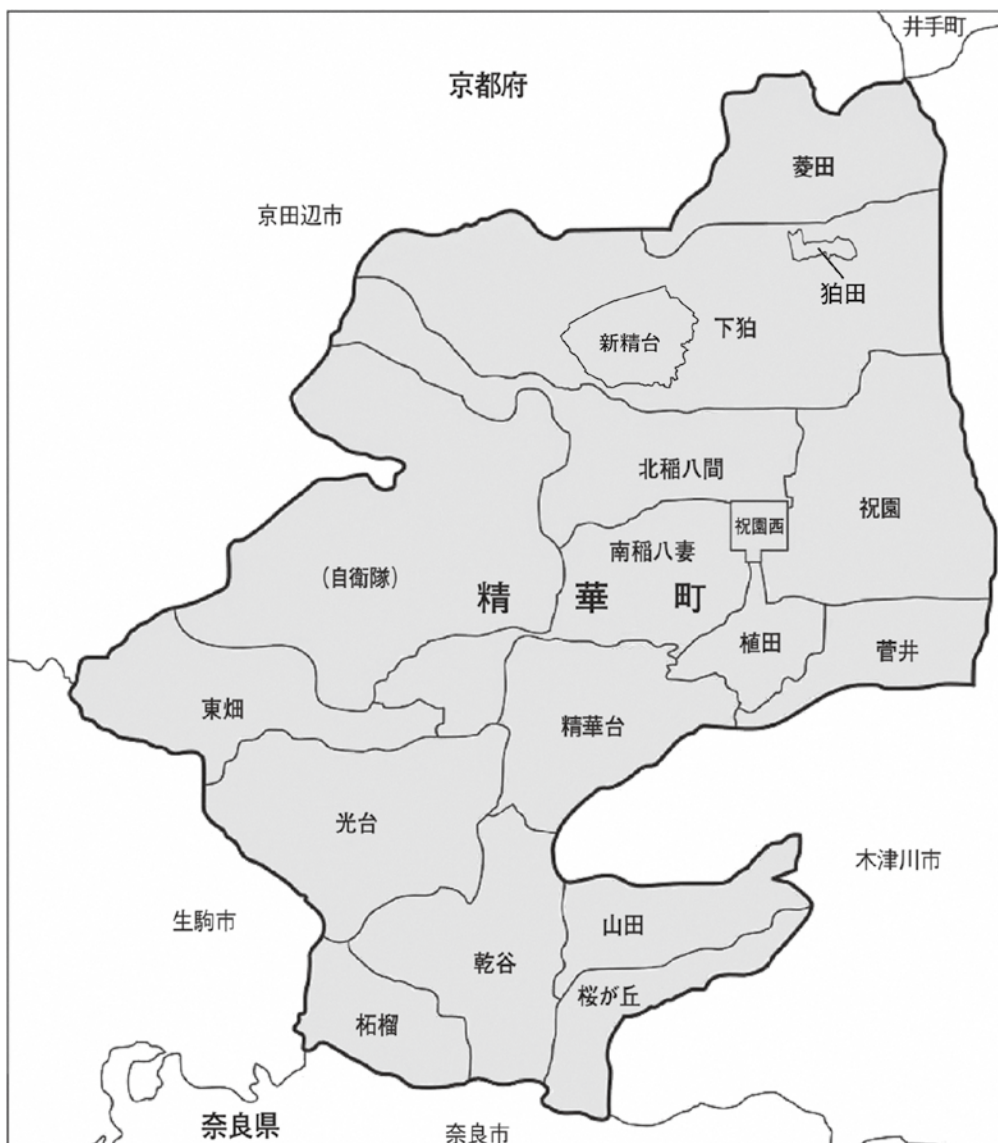 井手町
京都府
菱田
京田辺市
狛田
下狛
新精台
北稲八間
祝園
祝園西
南稲八妻
(自衛隊)
精華町
植田
菅井
東畑
精華台
光台
木津川市
生駒市
山田
乾谷
桜が丘
柘榴
奈良県
奈良市